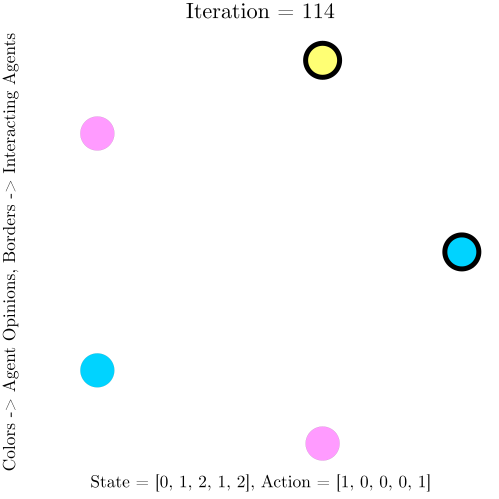 Iteration = 114
Colors -> Agent Opinions, Borders -> Interacting Agents
State = [0, 1, 2, 1, 2], Action = [1, 0, 0, 0, 1]